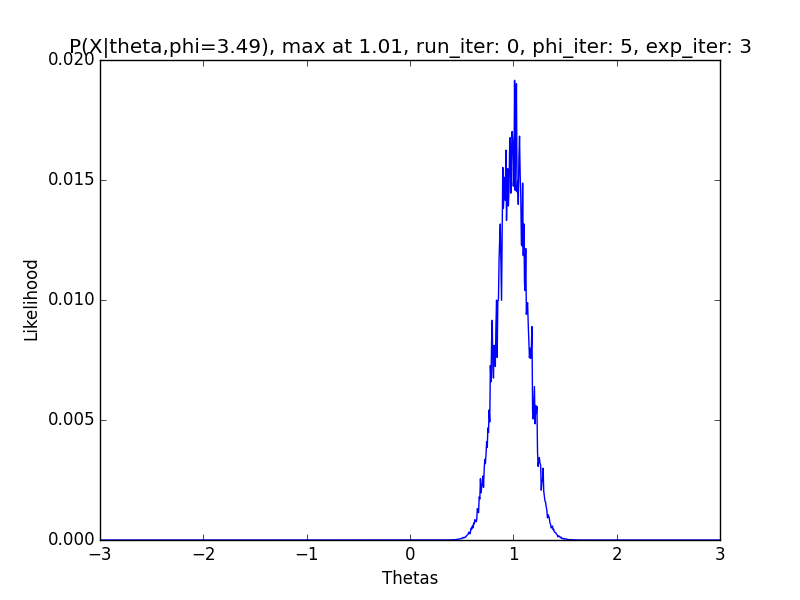 P(X|theta,phi=3.49), max at 1.01, run_iter: 0, phi_iter: 5, exp_iter: 3
0.020
0.015
0.010
0.005
0.000
Likelihood
−3 −2 −1 0 1 2 3
Thetas